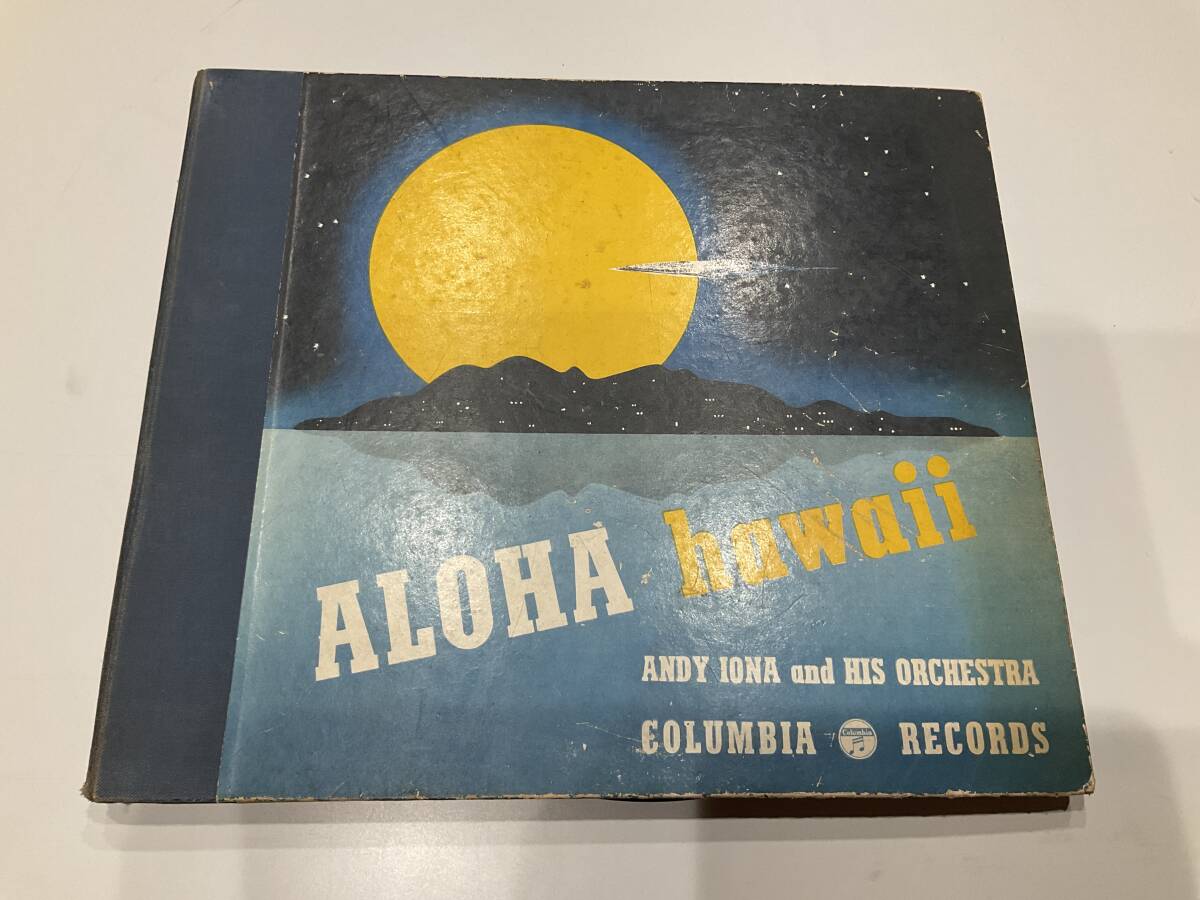 ALOHA hawaii
ANDY IONA and HIS ORCHESTRA
COLUMBIA Columbia RECORDS